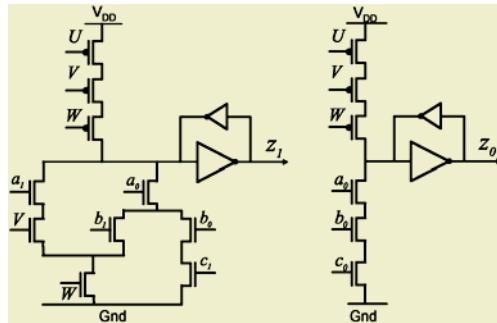 V_DD
U
V
W
z_1
a_1
a_0
V
b_1
b_0
c_1
W
Gnd
V_DD
U
V
W
z_0
a_0
b_0
c_0
Gnd